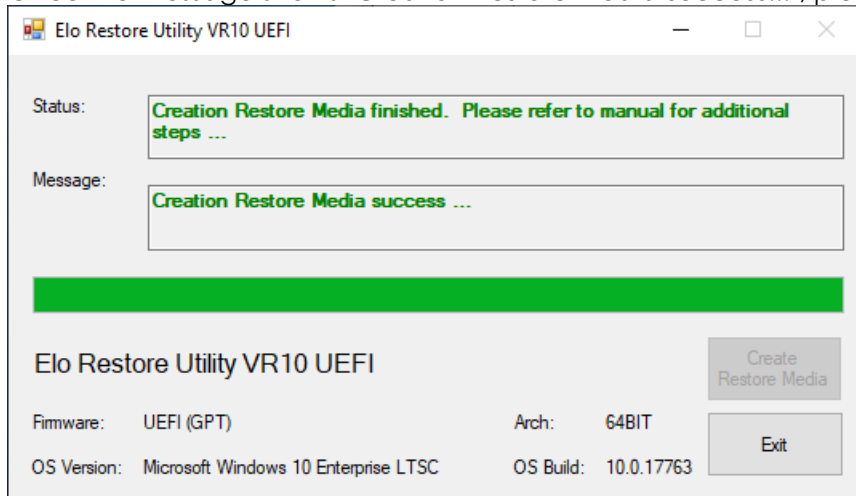 Elo Restore Utility VR10 UEFI
Status:
Creation Restore Media finished. Please refer to manual for additional
steps ...
Message:
Creation Restore Media success ...
Elo Restore Utility VR10 UEFI
Create
Restore Media
Firmware: UEFI (GPT) Arch: 64BIT
Exit
OS Version: Microsoft Windows 10 Enterprise LTSC OS Build: 10.0.17763